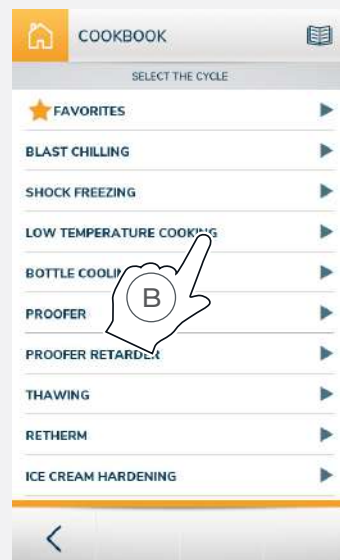 COOKBOOK
SELECT THE CYCLE
FAVORITES
BLAST CHILLING
SHOCK FREEZING
LOW TEMPERATURE COOKING
BOTTLE
B
PROOFER
PROOFER RETARDER
THAWING
RETHERM
ICE CREAM HARDENING